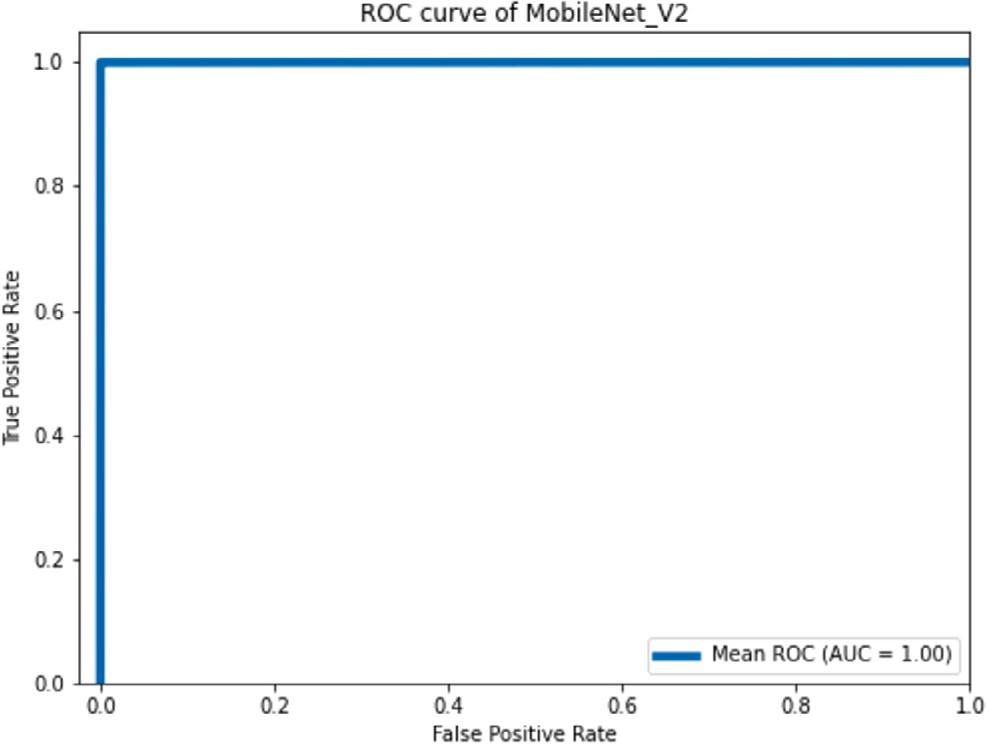 ROC curve of MobileNet_V2
1.0
0.8
0.6
0.4
0.2
0.0
True Positive Rate
Mean ROC (AUC = 1.00)
0.0 0.2 0.4 0.6 0.8 1.0
False Positive Rate